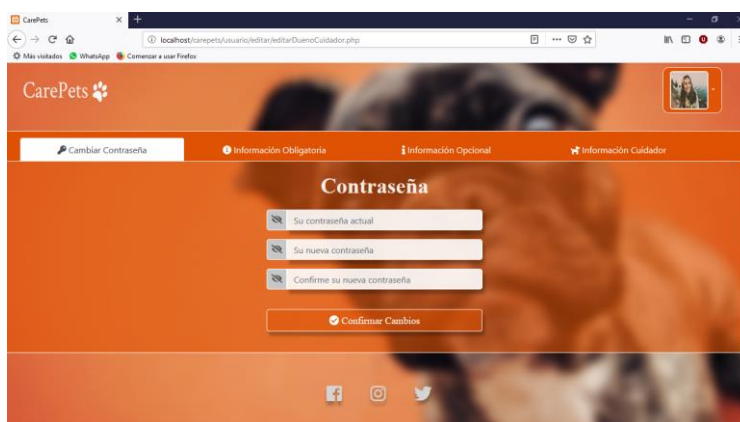 CarePets
localhost/carepets/usuario/editar/editarDuenoCuidador.php
Más visitados WhatsApp Comenzar a usar Firefox
CarePets
Cambiar Contraseña Información Obligatoria Información Opcional Información Cuidador
Contraseña
Su contraseña actual
Su nueva contraseña
Confirme su nueva contraseña
Confirmar Cambios